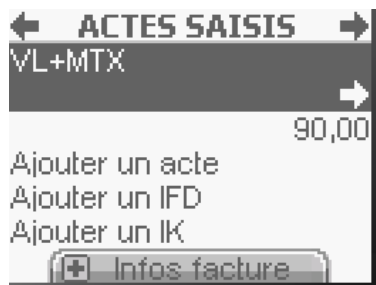 ACTES SAISIS
VL+MTX
90,00
Ajouter un acte
Ajouter un IFD
Ajouter un IK
Infos facture